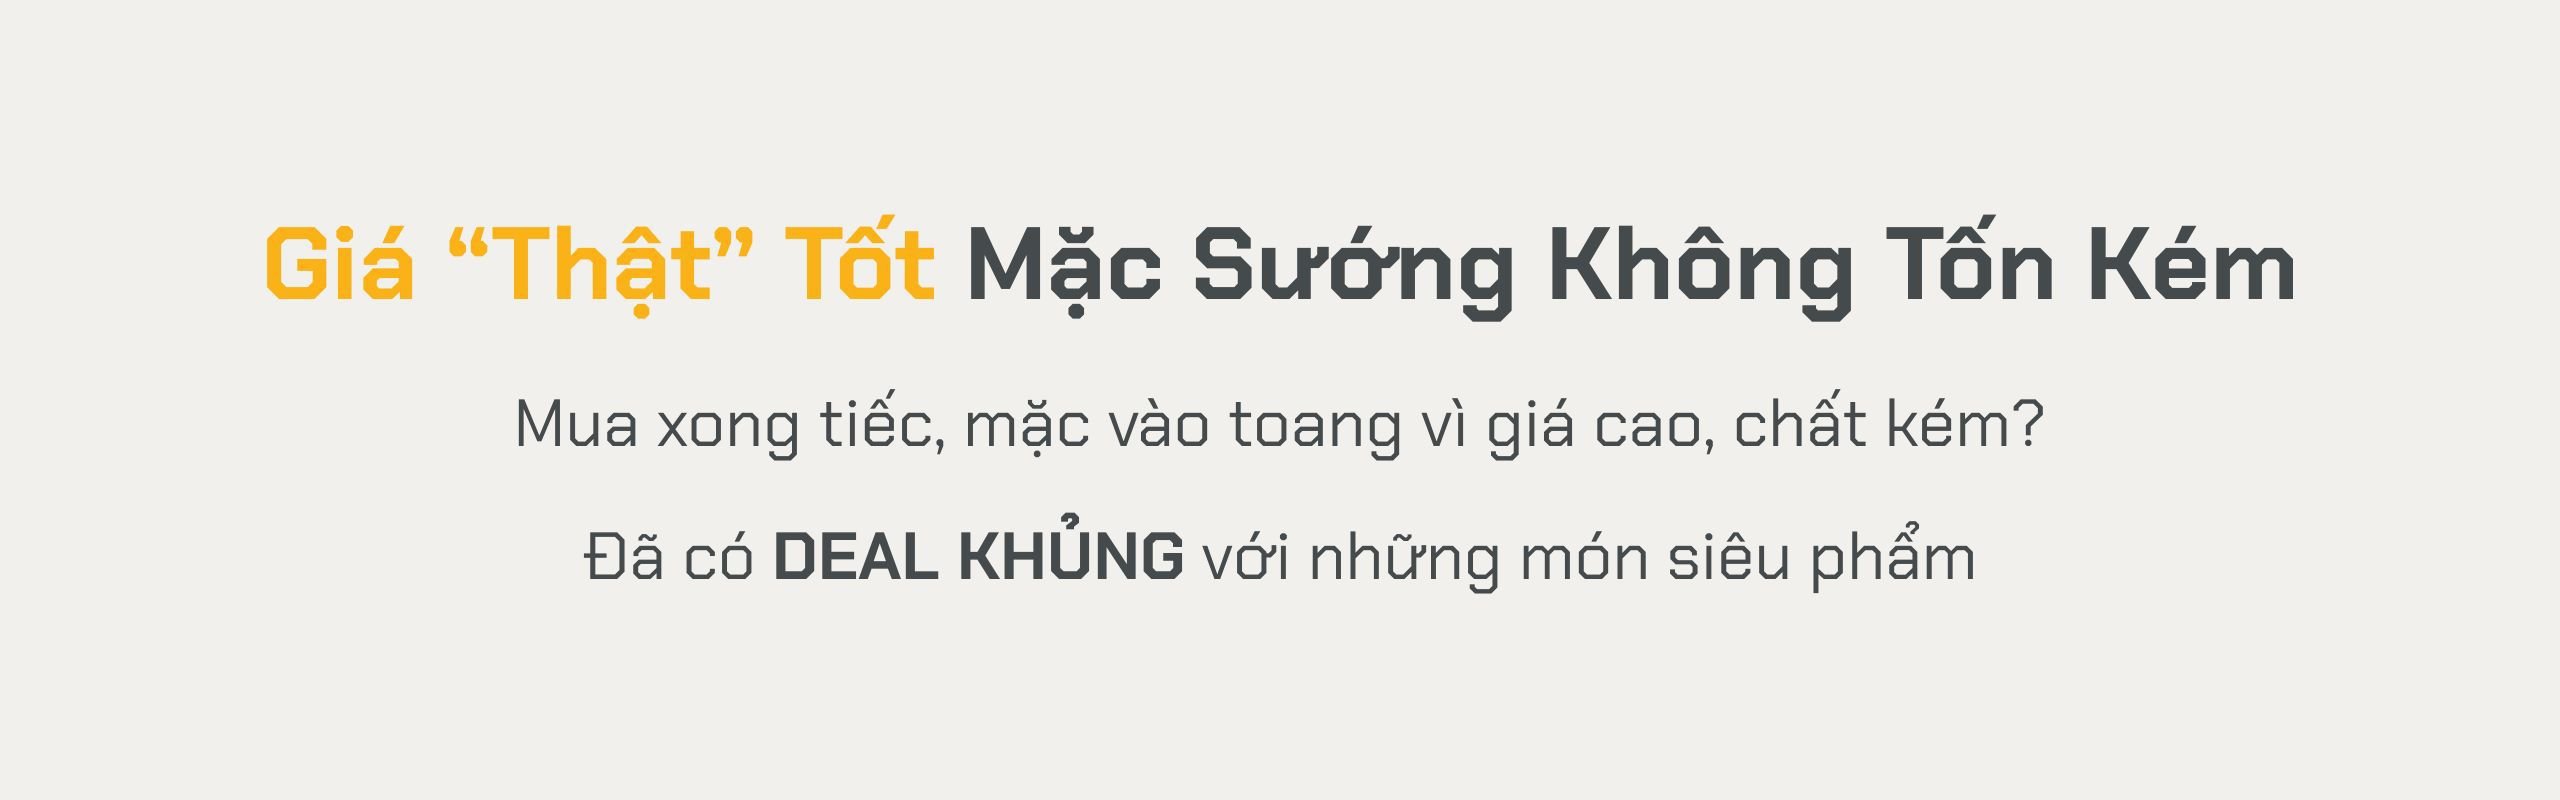 Giá “Thật” Tốt Mặc Sướng Không Tốn Kém
Mua xong tiếc, mặc vào toang vì giá cao, chất kém?
Đã có DEAL KHỦNG với những món siêu phẩm